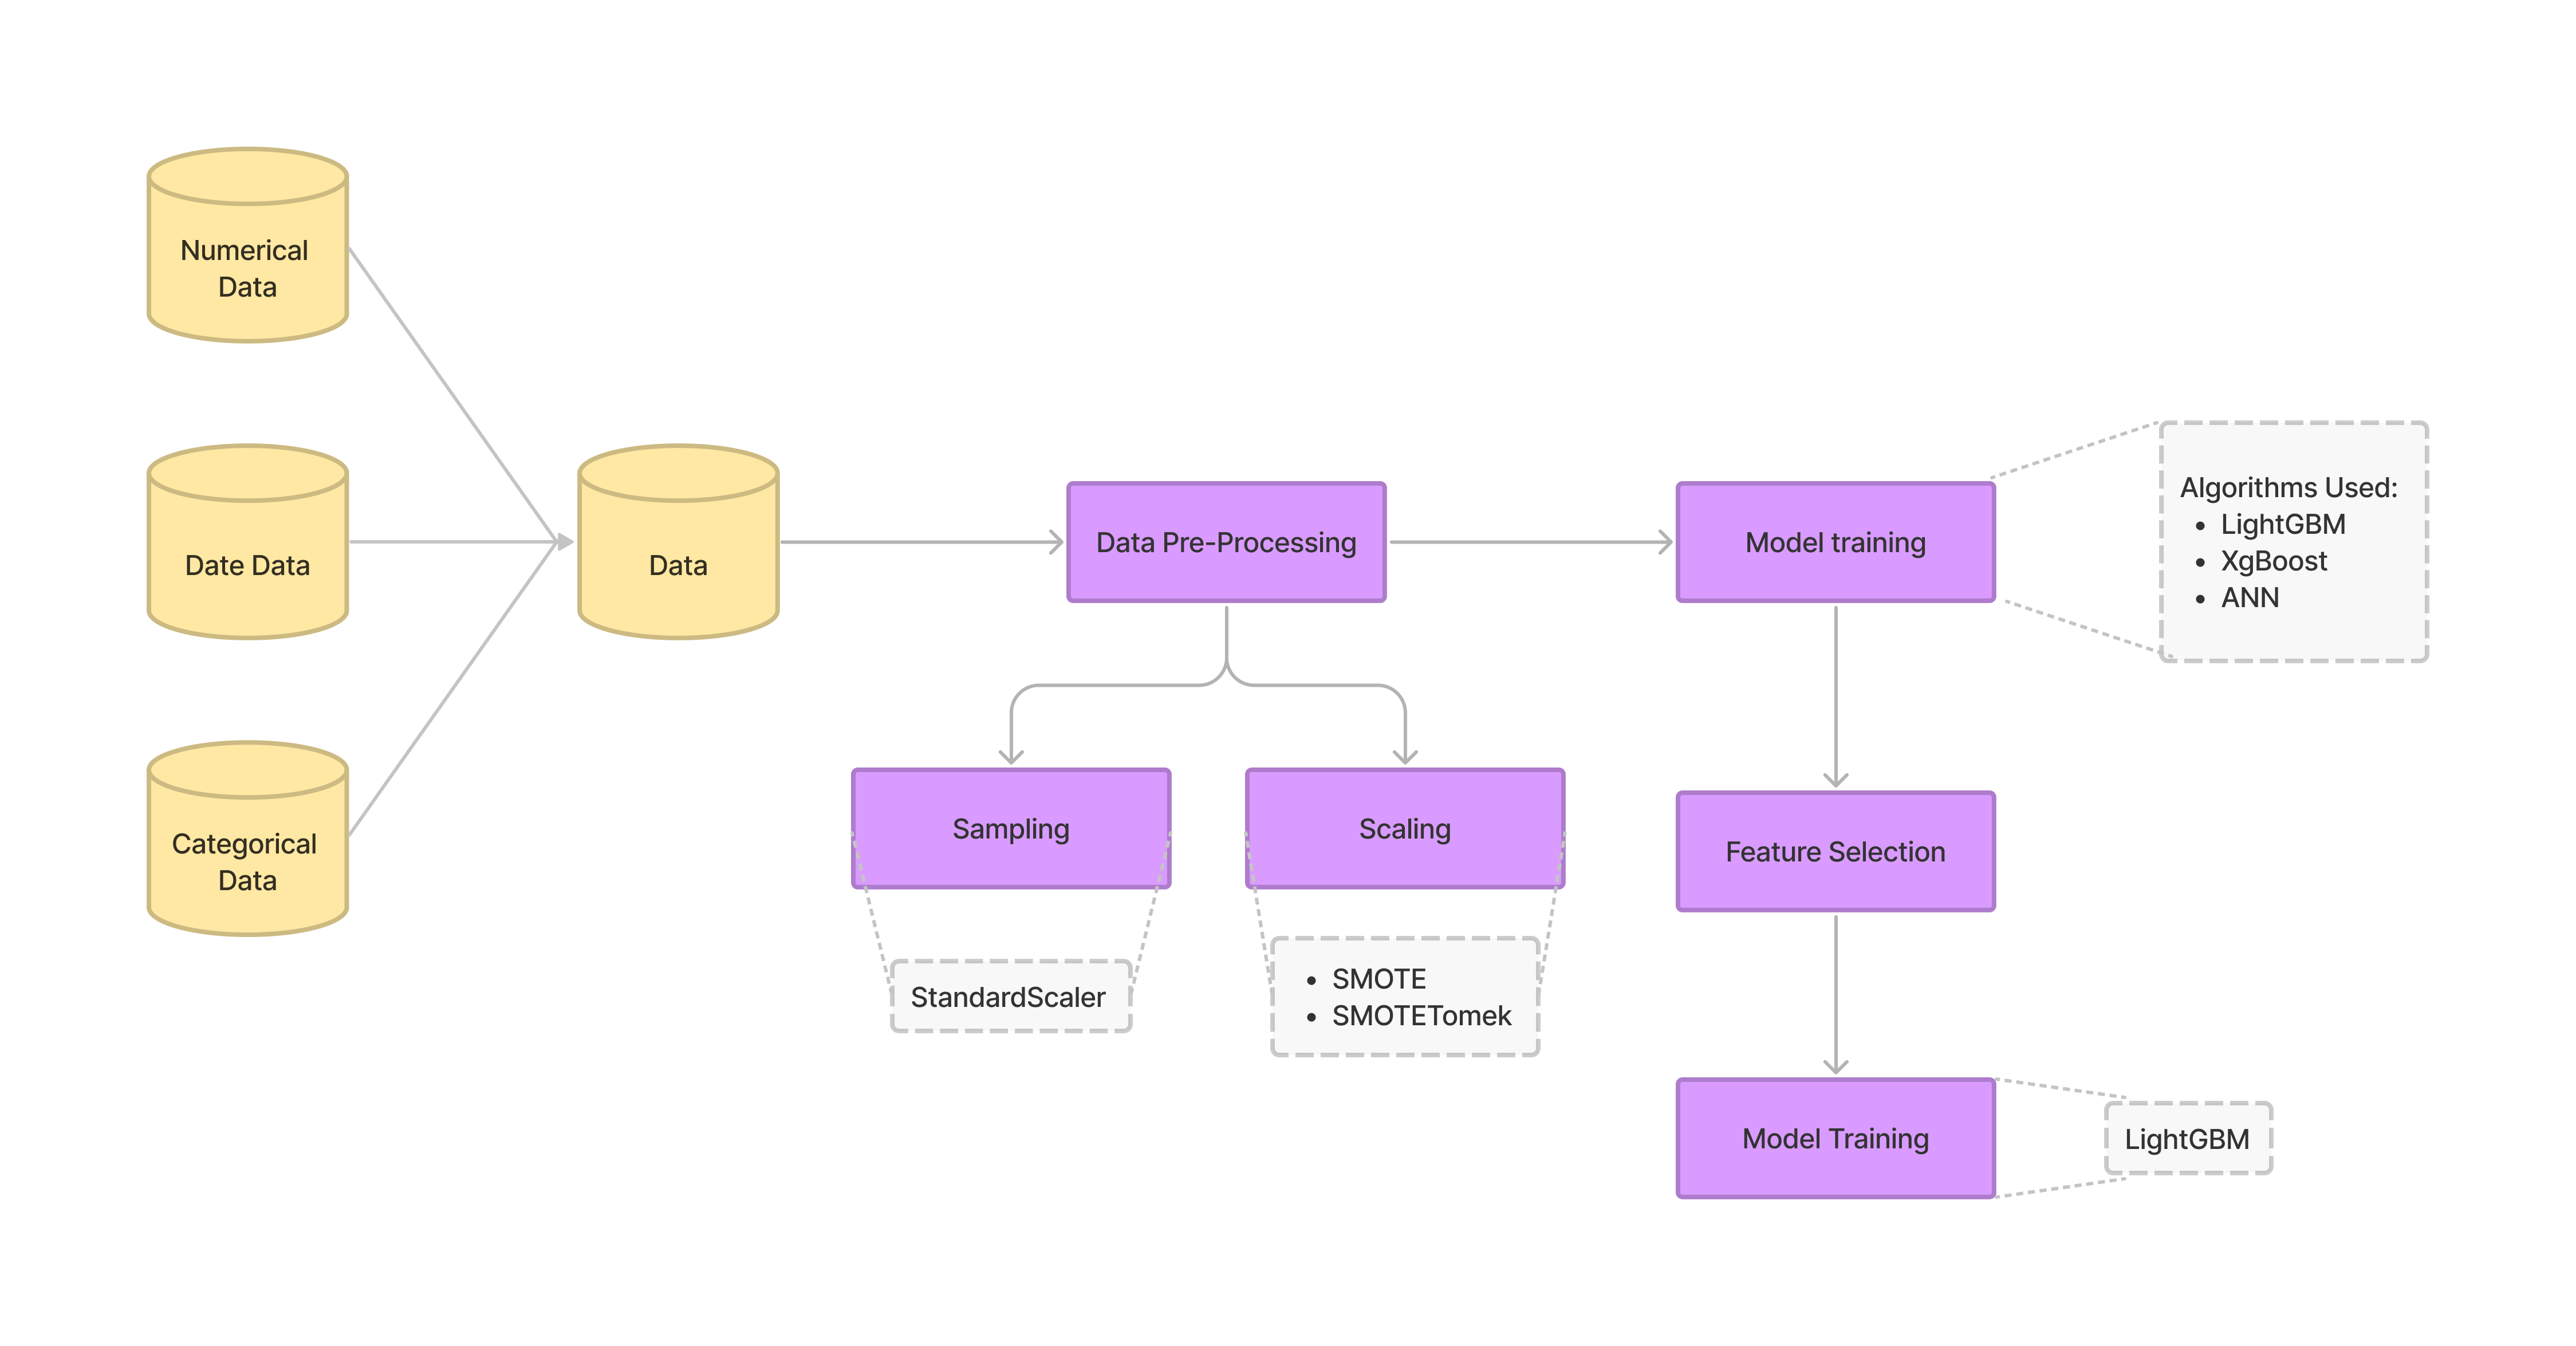 Numerical
Data
Date Data
Categorical
Data
Data
Data Pre-Processing
Model training
Algorithms Used:
• LightGBM
• XgBoost
• ANN
Sampling
Scaling
StandardScaler
• SMOTE
• SMOTETomek
Feature Selection
Model Training
LightGBM